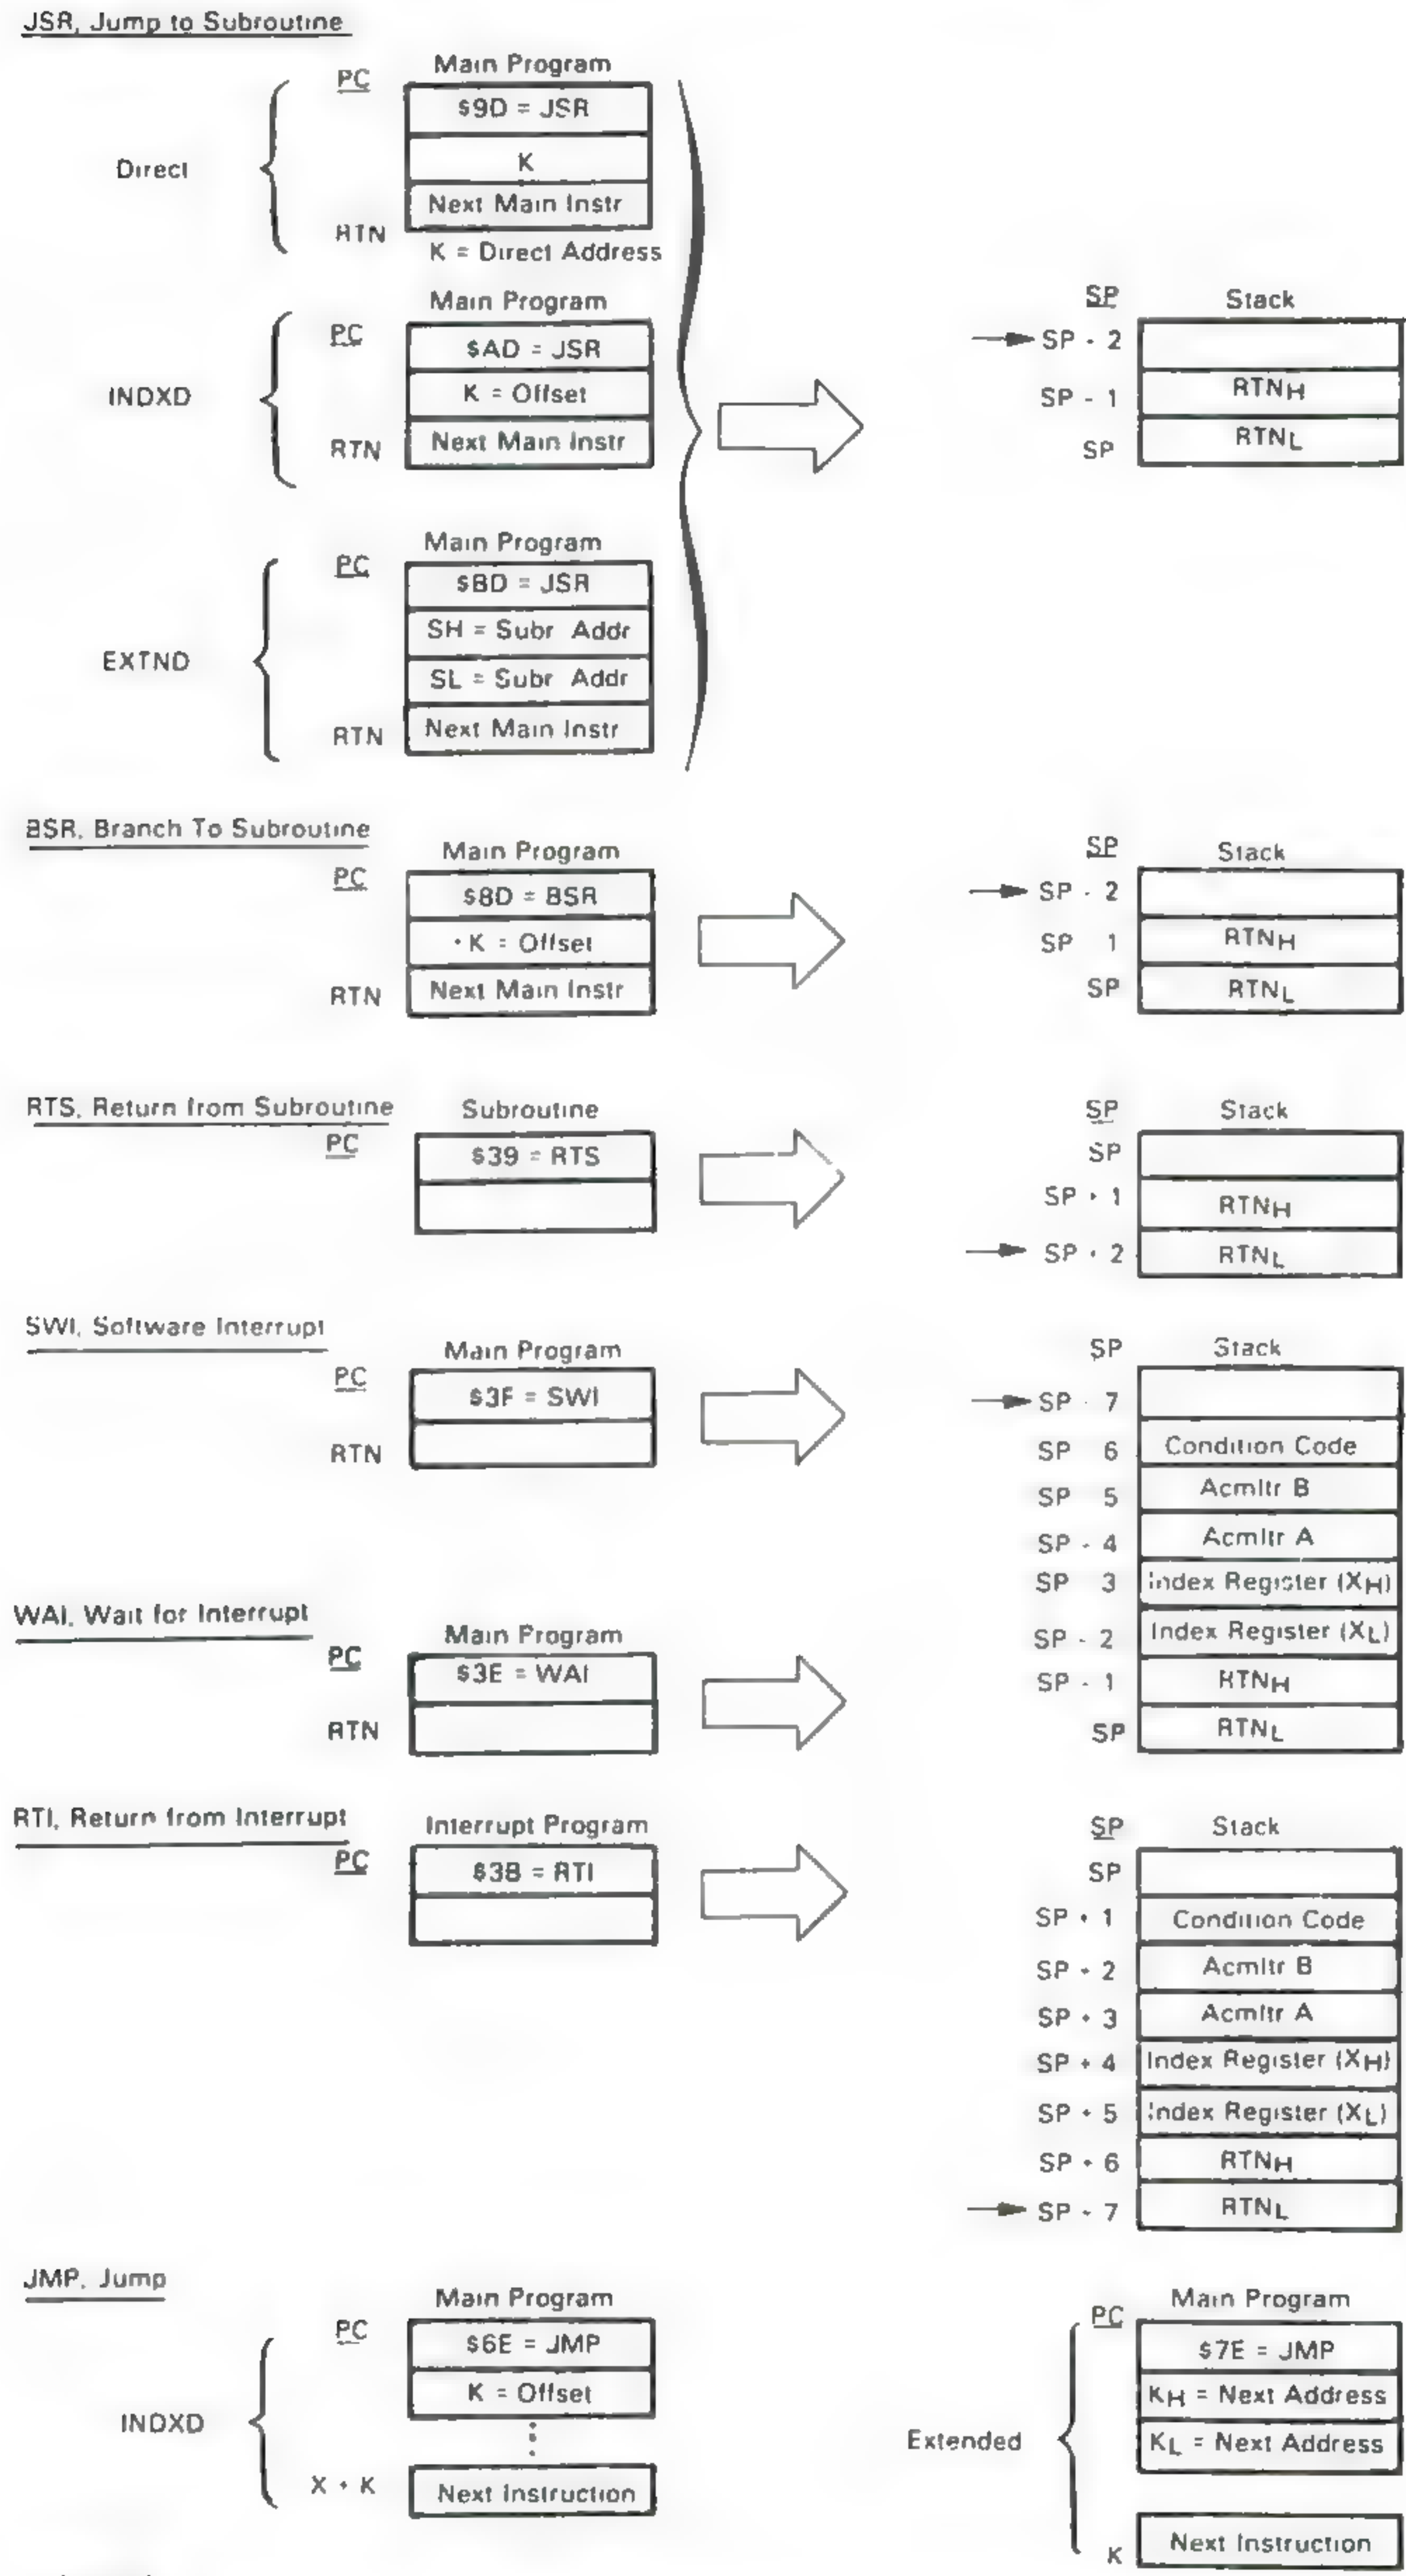 JSR, Jump to Subroutine
PC
Main Program
$9D = JSR
Direct
K
Next Main Instr
RTN
K = Direct Address
Main Program
PC
$AD = JSR
INDXD
K = Offset
RTN
Next Main Instr
SP
Stack
SP - 2
SP - 1
RTNH
SP
RTNL
Main Program
PC
$BD = JSR
SH = Subr Addr
EXTND
SL = Subr Addr
RTN
Next Main Instr
BSR, Branch To Subroutine
Main Program
PC
$8D = BSR
K = Offset
RTN
Next Main Instr
SP
Stack
SP - 2
SP 1
RTNH
SP
RTNL
RTS, Return from Subroutine
Subroutine
PC
$39 = RTS
SP
Stack
SP
SP + 1
RTNH
SP + 2
RTNL
SWI, Software Interrupt
Main Program
PC
$3F = SWI
RTN
SP
Stack
SP - 7
SP 6
Condition Code
SP 5
Acmltr B
SP - 4
Acmltr A
SP 3
Index Register (XH)
SP - 2
Index Register (XL)
SP - 1
RTNH
SP
RTNL
WAI, Wait for Interrupt
Main Program
PC
$3E = WAI
RTN
RTI, Return from Interrupt
Interrupt Program
PC
$3B = RTI
SP
Stack
SP
SP + 1
Condition Code
SP + 2
Acmltr B
SP + 3
Acmltr A
SP + 4
Index Register (XH)
SP + 5
Index Register (XL)
SP + 6
RTNH
SP + 7
RTNL
JMP, Jump
Main Program
PC
$6E = JMP
K = Offset
INDXD
X + K
Next Instruction
Main Program
PC
$7E = JMP
KH = Next Address
Extended
KL = Next Address
K
Next Instruction